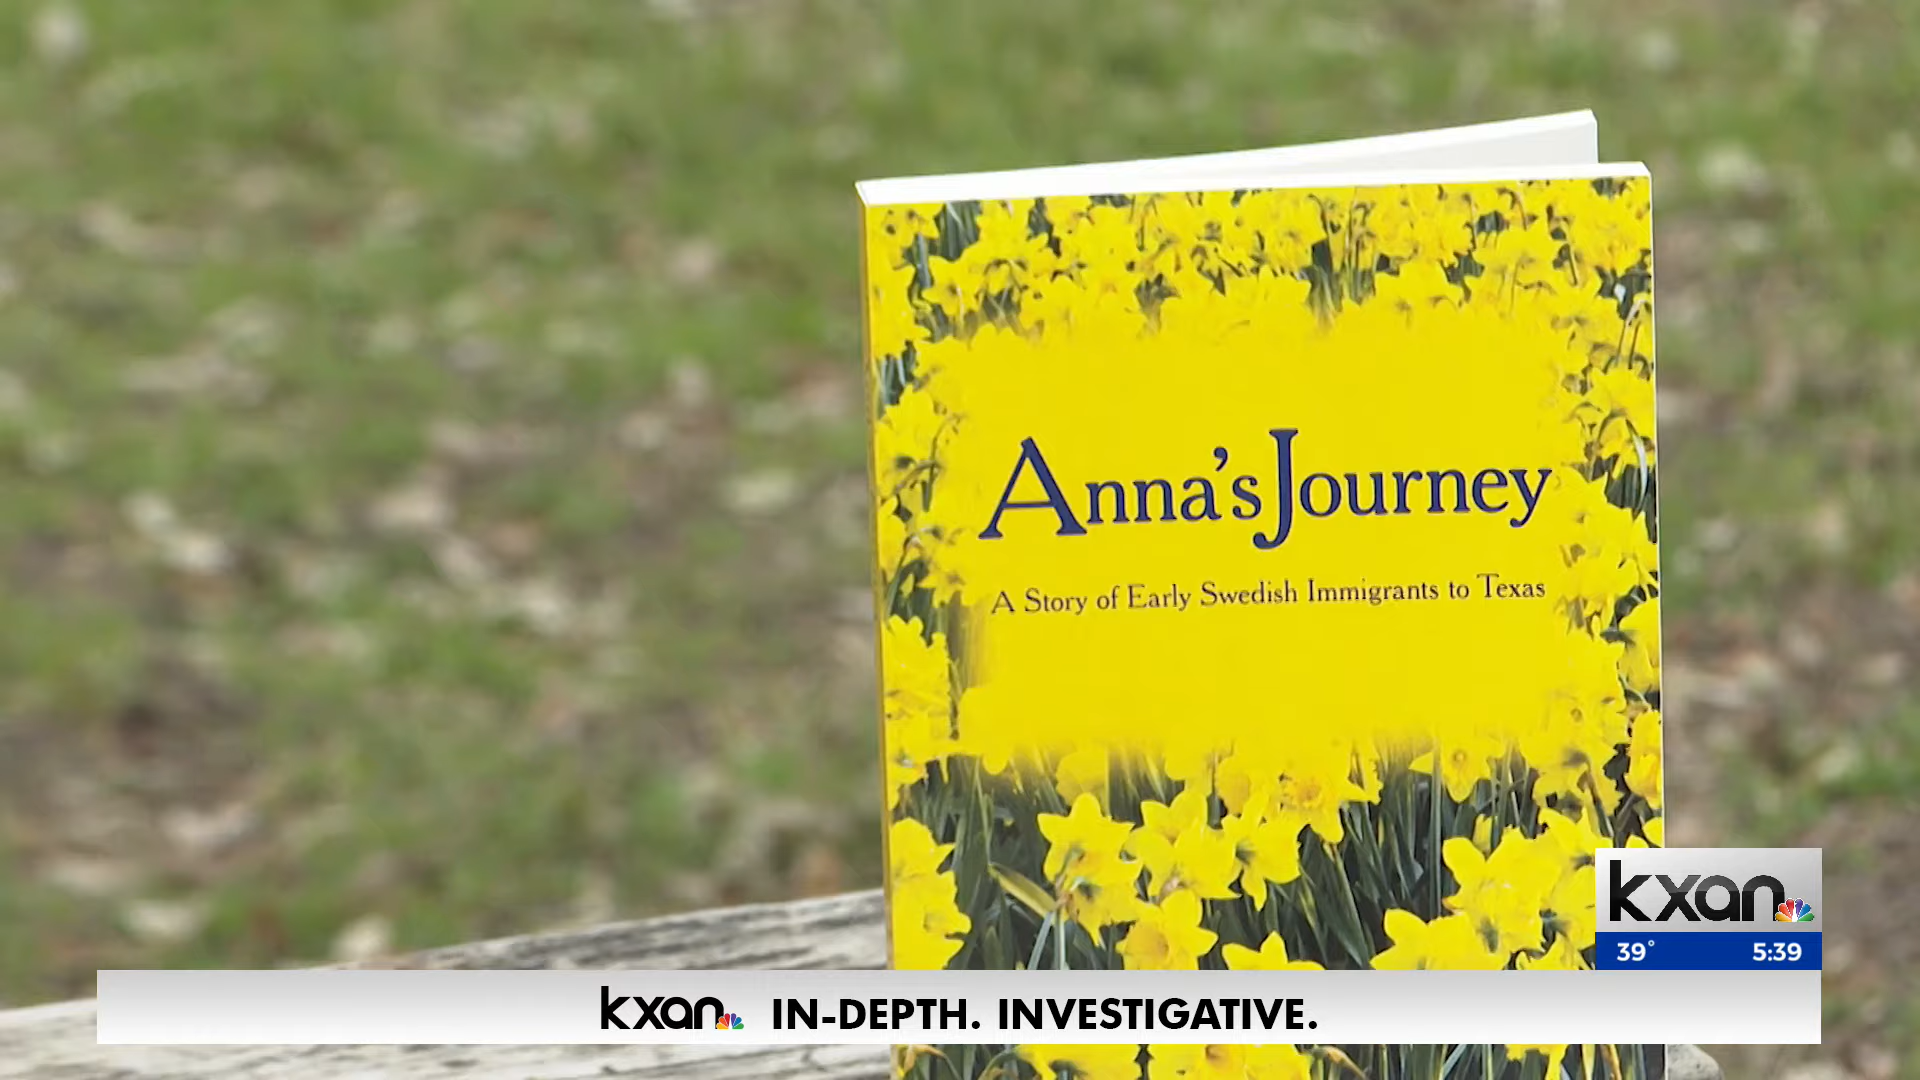 Anna's Journey
A Story of Early Swedish Immigrants to Texas
kxan
39° 5:39
kxan IN-DEPTH. INVESTIGATIVE.